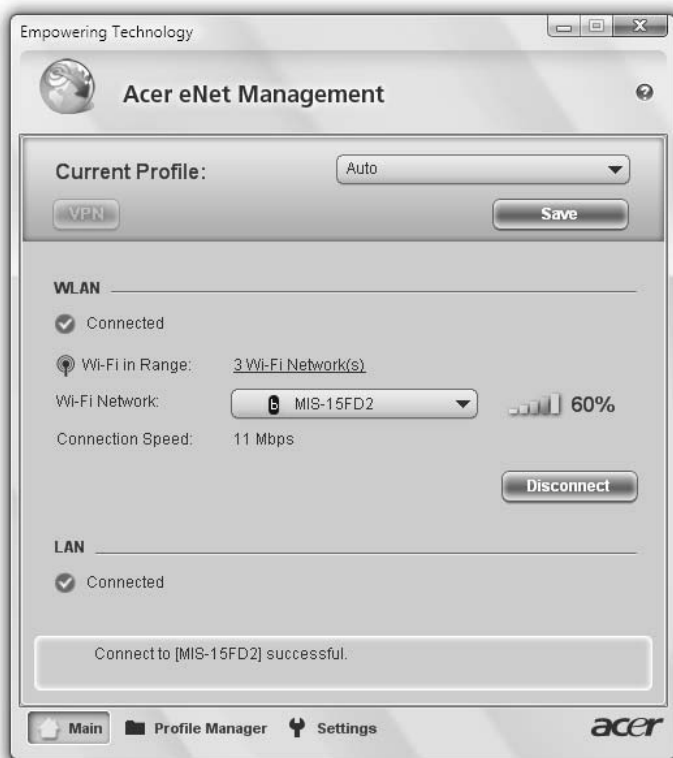 Empowering Technology
Acer eNet Management
Current Profile: Auto
VPN Save
WLAN
Connected
Wi-Fi in Range: 3 Wi-Fi Network(s)
Wi-Fi Network: b MIS-15FD2 60%
Connection Speed: 11 Mbps
Disconnect
LAN
Connected
Connect to [MIS-15FD2] successful.
Main Profile Manager Settings acer